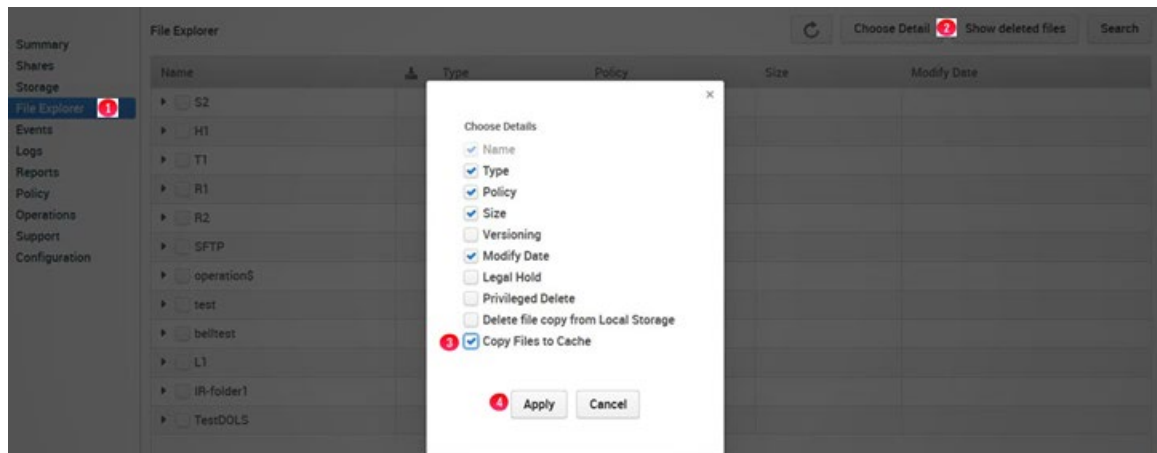 File Explorer
Choose Detail 2 Show deleted files Search
Summary
Shares
Storage
File Explorer 1
Events
Logs
Reports
Policy
Operations
Support
Configuration
Name Type Policy Size Modify Date
S2
H1
T1
R1
R2
SFTP
operation$
test
belltest
L1
IR-folder1
TestDOLS
×
Choose Details
Name
Type
Policy
Size
Versioning
Modify Date
Legal Hold
Privileged Delete
Delete file copy from Local Storage
3 Copy Files to Cache
4 Apply Cancel